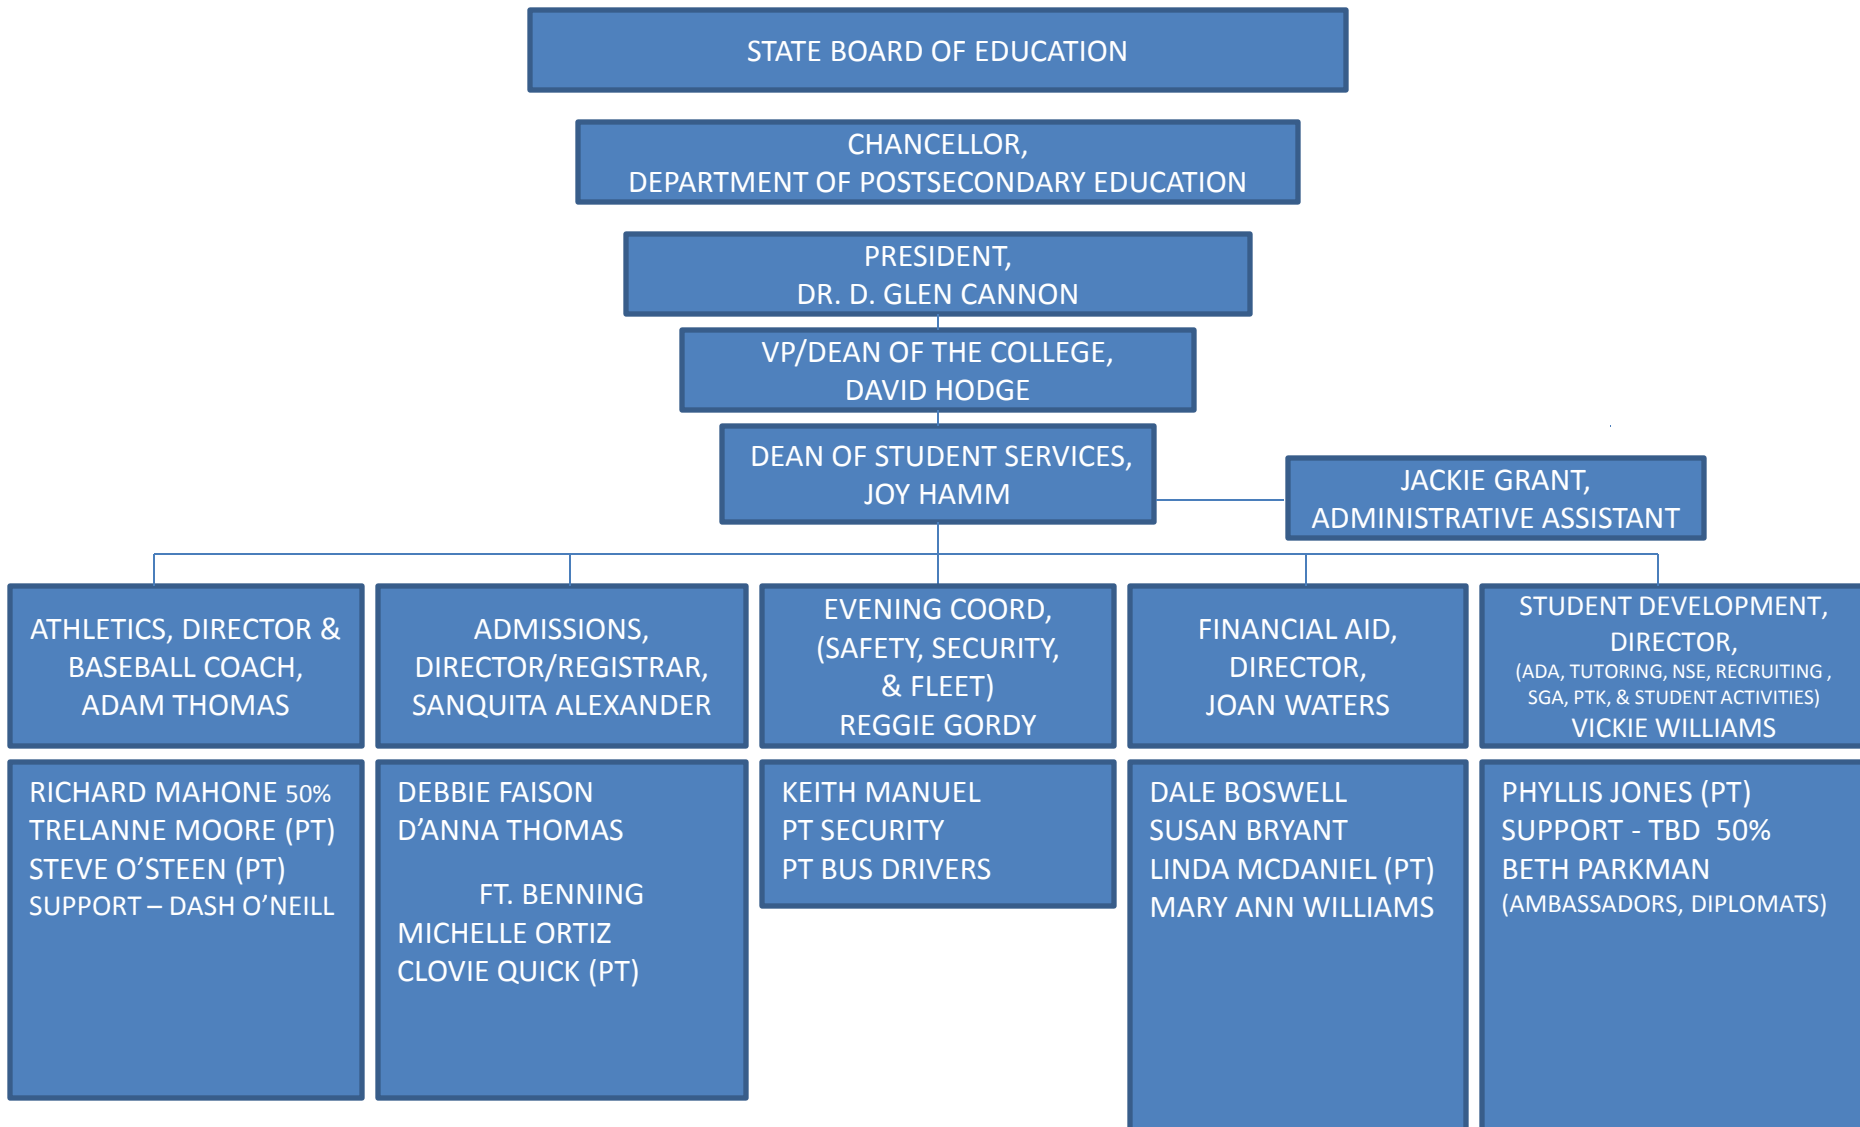 STATE BOARD OF EDUCATION
CHANCELLOR,
DEPARTMENT OF POSTSECONDARY EDUCATION
PRESIDENT,
DR. D. GLEN CANNON
VP/DEAN OF THE COLLEGE,
DAVID HODGE
DEAN OF STUDENT SERVICES,
JOY HAMM
JACKIE GRANT,
ADMINISTRATIVE ASSISTANT
ATHLETICS, DIRECTOR &
BASEBALL COACH,
ADAM THOMAS
ADMISSIONS,
DIRECTOR/REGISTRAR,
SANQUITA ALEXANDER
EVENING COORD,
(SAFETY, SECURITY,
& FLEET)
REGGIE GORDY
FINANCIAL AID,
DIRECTOR,
JOAN WATERS
STUDENT DEVELOPMENT,
DIRECTOR,
(ADA, TUTORING, NSE, RECRUITING ,
SGA, PTK, & STUDENT ACTIVITIES)
VICKIE WILLIAMS
RICHARD MAHONE 50%
TRELANNE MOORE (PT)
STEVE O’STEEN (PT)
SUPPORT – DASH O’NEILL
DEBBIE FAISON
D’ANNA THOMAS
FT. BENNING
MICHELLE ORTIZ
CLOVIE QUICK (PT)
KEITH MANUEL
PT SECURITY
PT BUS DRIVERS
DALE BOSWELL
SUSAN BRYANT
LINDA MCDANIEL (PT)
MARY ANN WILLIAMS
PHYLLIS JONES (PT)
SUPPORT - TBD 50%
BETH PARKMAN
(AMBASSADORS, DIPLOMATS)